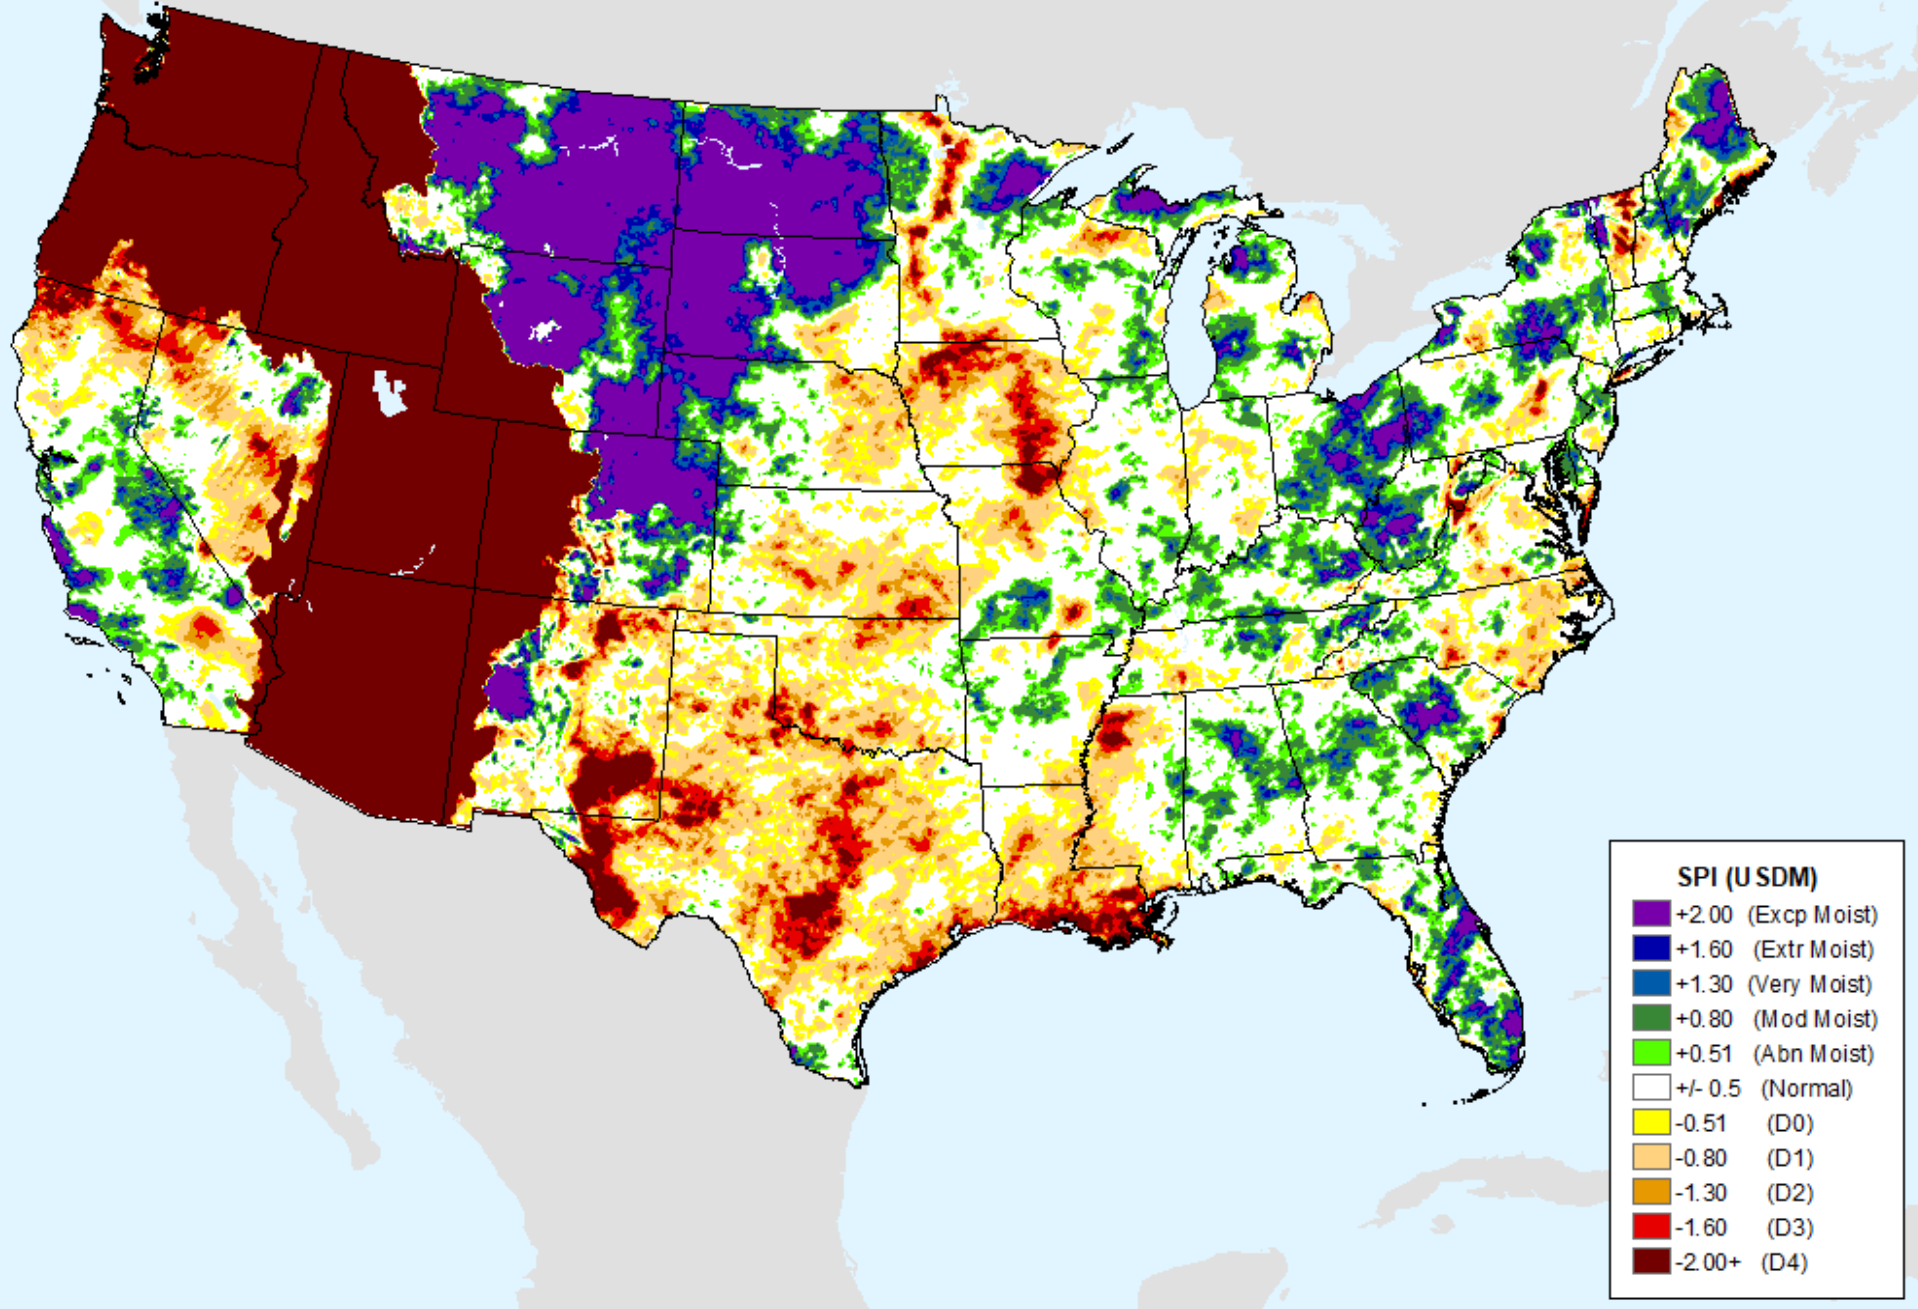 SPI (USDM)
+2.00 (Excp Moist)
+1.60 (Extr Moist)
+1.30 (Very Moist)
+0.80 (Mod Moist)
+0.51 (Abn Moist)
+/- 0.5 (Normal)
-0.51 (D0)
-0.80 (D1)
-1.30 (D2)
-1.60 (D3)
-2.00+ (D4)